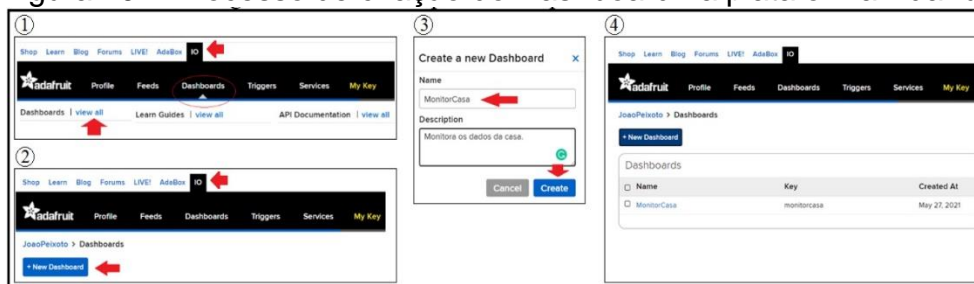 ①
Shop Learn Blog Forums LIVE! AdaBox IO
adafruit Profile Feeds Dashboards Triggers Services My Key
Dashboards | view all Learn Guides | view all API Documentation | view all
②
Shop Learn Blog Forums LIVE! AdaBox IO
adafruit Profile Feeds Dashboards Triggers Services My Key
JoaoPeixoto > Dashboards
+ New Dashboard
③
Create a new Dashboard x
Name
MonitorCasa
Description
Monitora os dados da casa.
Cancel Create
④
Shop Learn Blog Forums LIVE! AdaBox IO
adafruit Profile Feeds Dashboards Triggers Services My Key
JoaoPeixoto > Dashboards
+ New Dashboard
Dashboards
Name Key Created At
MonitorCasa monitorcasa May 27, 2021